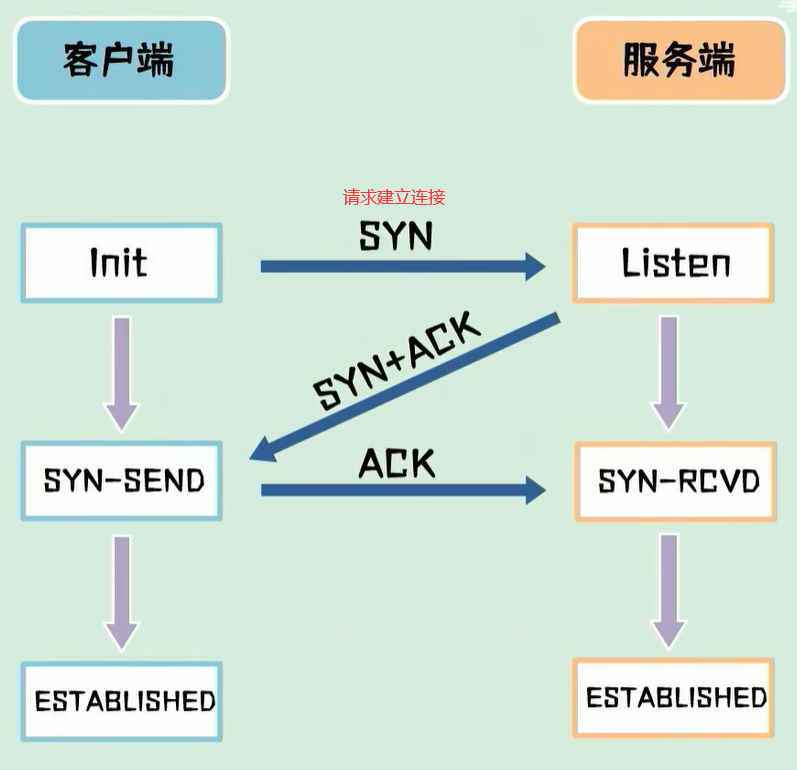 客户端
服务端
请求建立连接
SYN
Init
Listen
SYN+ACK
ACK
SYN-SEND
SYN-RCVD
ESTABLISHED
ESTABLISHED